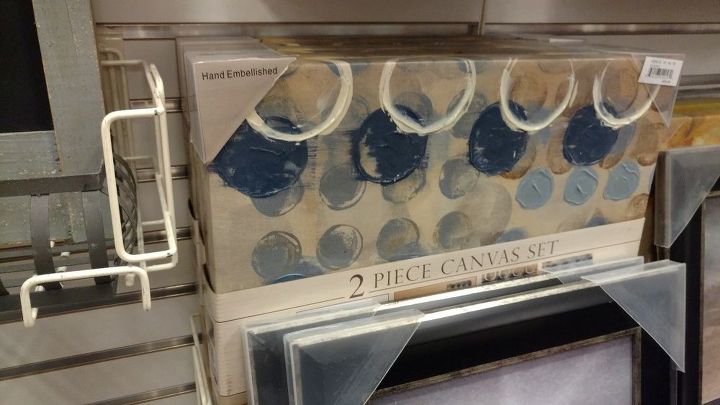 Hand Embellished
2 PIECE CANVAS SET